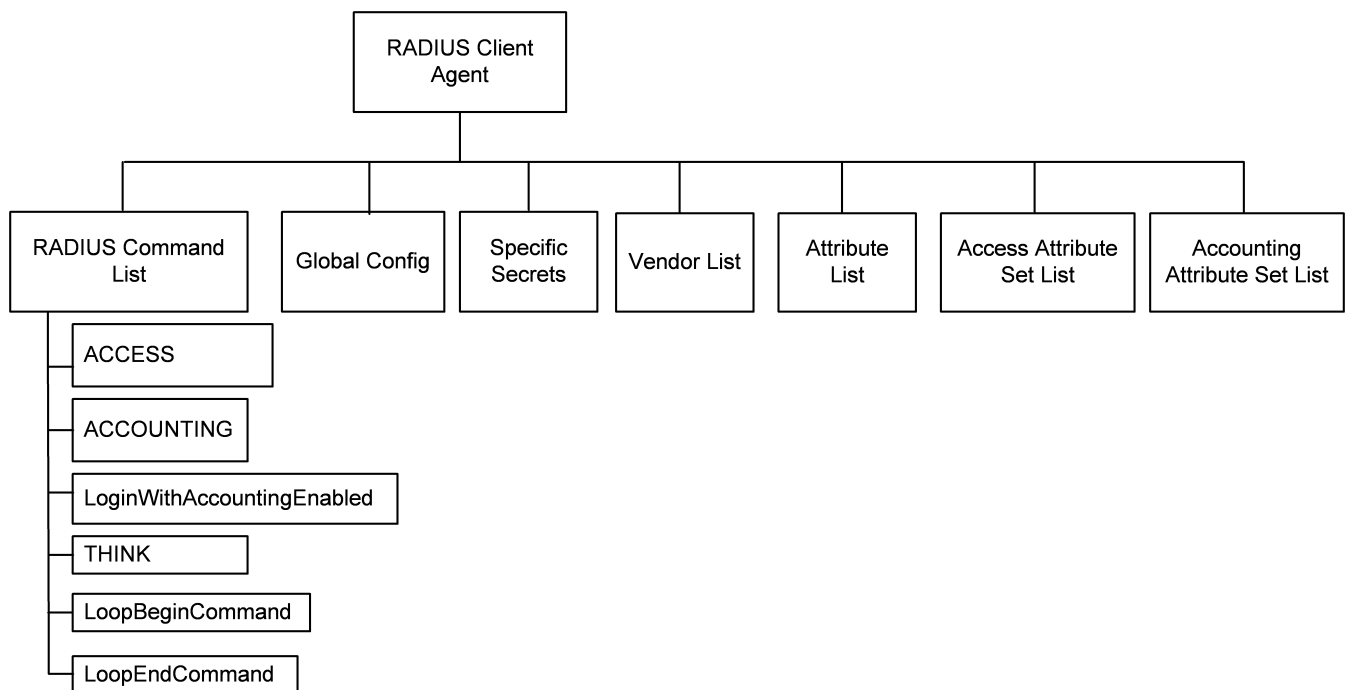 RADIUS Client
Agent
RADIUS Command
List
Global Config
Specific
Secrets
Vendor List
Attribute
List
Access Attribute
Set List
Accounting
Attribute Set List
ACCESS
ACCOUNTING
LoginWithAccountingEnabled
THINK
LoopBeginCommand
LoopEndCommand